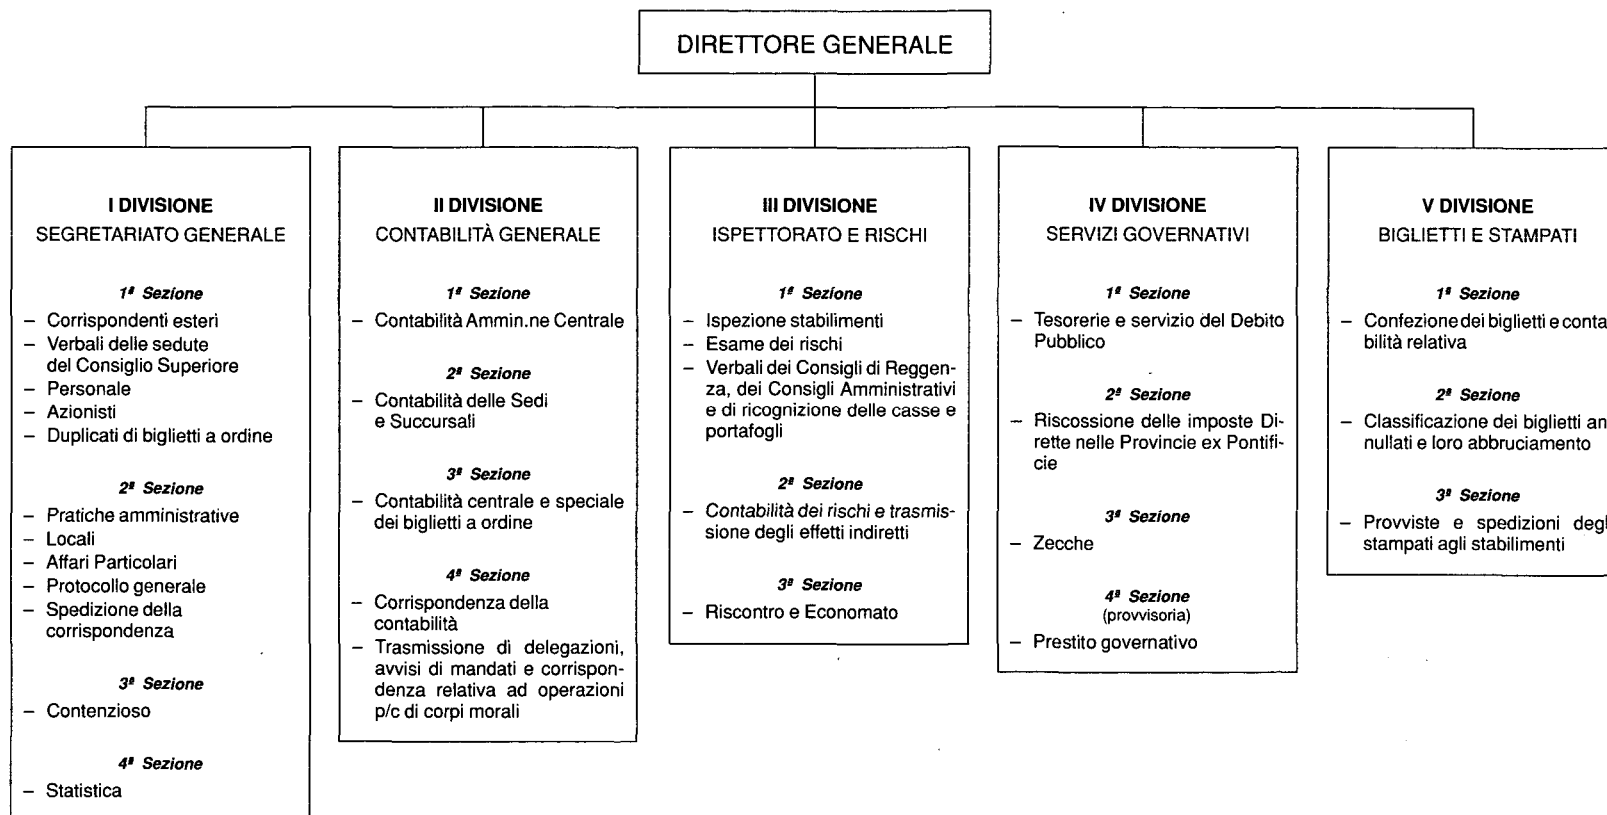 DIRETTORE GENERALE
I DIVISIONE
SEGRETARIATO GENERALE
1ª Sezione
– Corrispondenti esteri
– Verbali delle sedute
del Consiglio Superiore
– Personale
– Azionisti
– Duplicati di biglietti a ordine
2ª Sezione
– Pratiche amministrative
– Locali
– Affari Particolari
– Protocollo generale
– Spedizione della
corrispondenza
3ª Sezione
– Contenzioso
4ª Sezione
– Statistica
II DIVISIONE
CONTABILITÀ GENERALE
1ª Sezione
– Contabilità Ammin.ne Centrale
2ª Sezione
– Contabilità delle Sedi
e Succursali
3ª Sezione
– Contabilità centrale e speciale
dei biglietti a ordine
4ª Sezione
– Corrispondenza della
contabilità
– Trasmissione di delegazioni,
avvisi di mandati e corrispon-
denza relativa ad operazioni
p/c di corpi morali
III DIVISIONE
ISPETTORATO E RISCHI
1ª Sezione
– Ispezione stabilimenti
– Esame dei rischi
– Verbali dei Consigli di Reggen-
za, dei Consigli Amministrativi
e di ricognizione delle casse e
portafogli
2ª Sezione
– Contabilità dei rischi e trasmis-
sione degli effetti indiretti
3ª Sezione
– Riscontro e Economato
IV DIVISIONE
SERVIZI GOVERNATIVI
1ª Sezione
– Tesorerie e servizio del Debito
Pubblico
2ª Sezione
– Riscossione delle imposte Di-
rette nelle Provincie ex Pontifi-
cie
3ª Sezione
– Zecche
4ª Sezione
(provvisoria)
– Prestito governativo
V DIVISIONE
BIGLIETTI E STAMPATI
1ª Sezione
– Confezione dei biglietti e conta
bilità relativa
2ª Sezione
– Classificazione dei biglietti an
nullati e loro abbruciamento
3ª Sezione
– Provviste e spedizioni degl
stampati agli stabilimenti